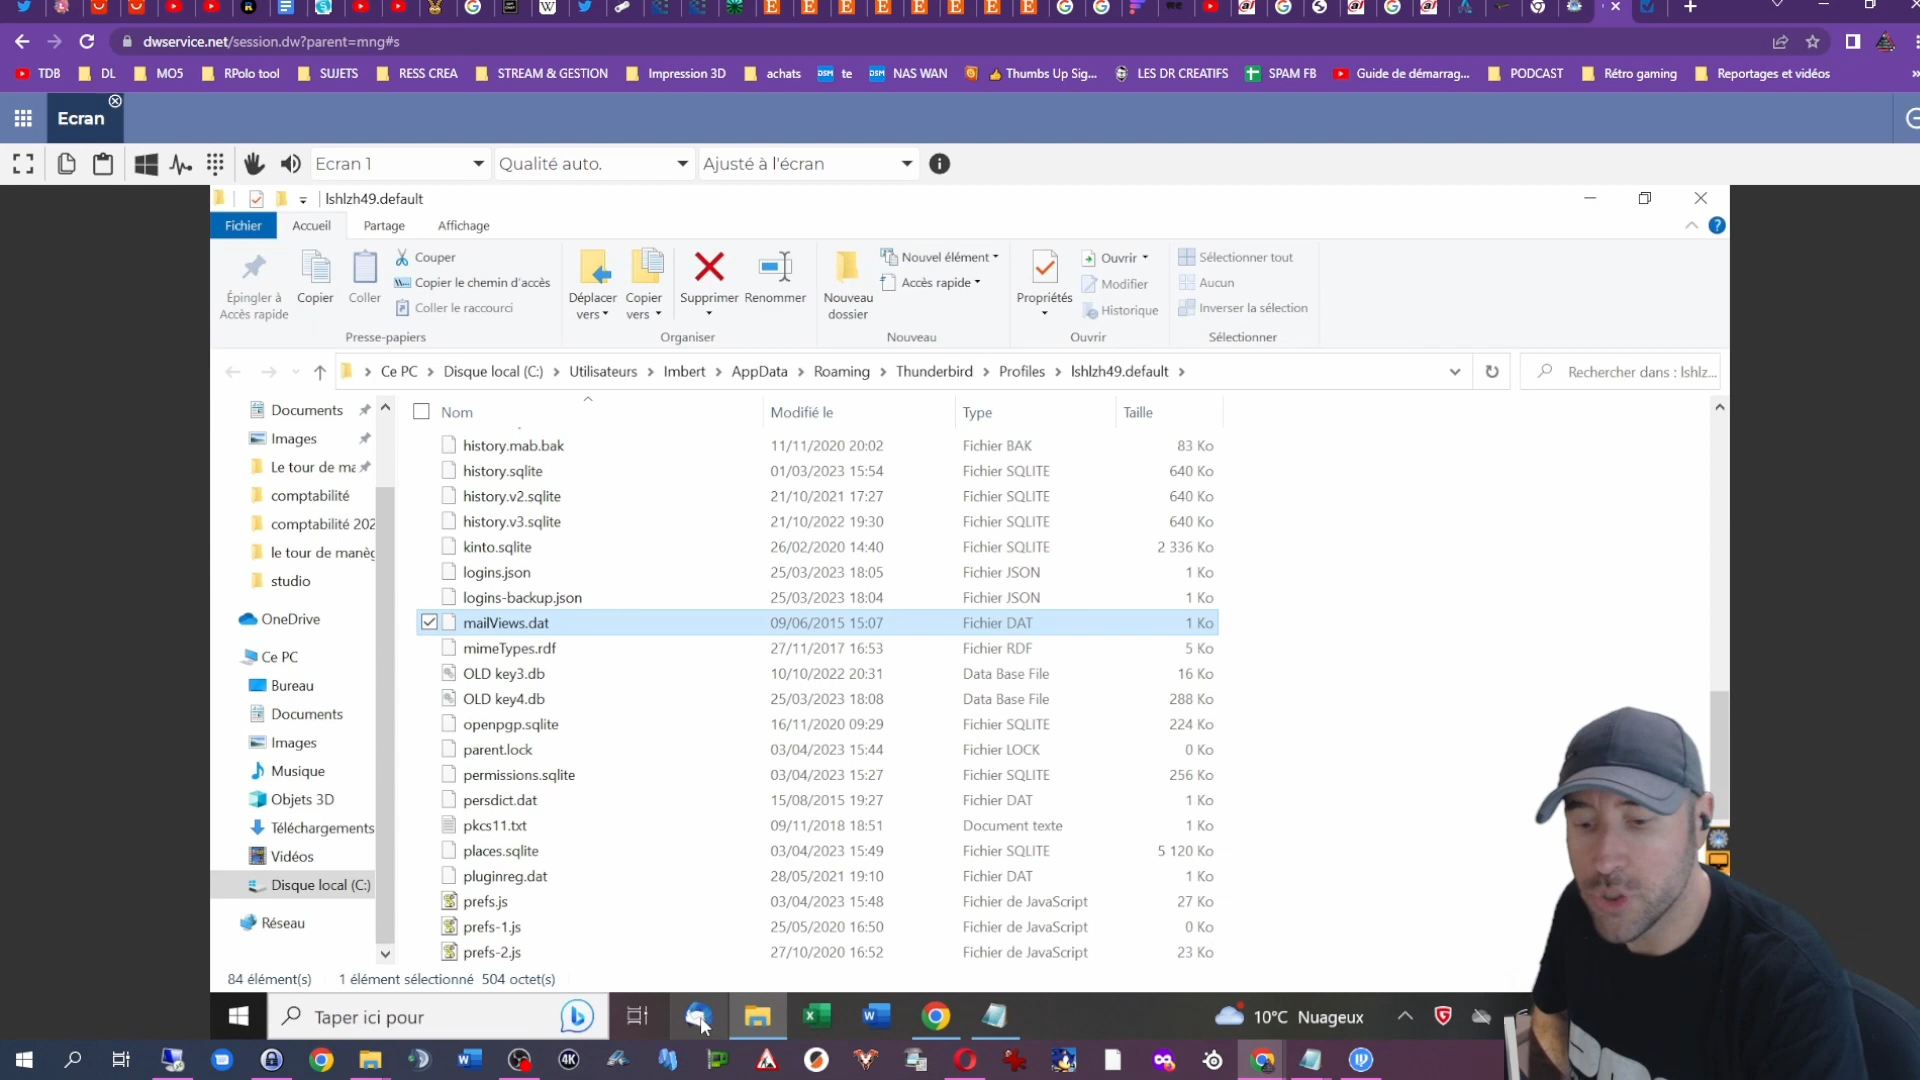 dwservice.net/session.dw?parent=mng#s
TDB DL MO5 RPolo tool SUJETS RESS CREA STREAM & GESTION Impression 3D achats DSM te DSM NAS WAN Thumbs Up Sig... LES DR CREATIFS SPAM FB Guide de démarrag... PODCAST Rétro gaming Reportages et vidéos »
Ecran
Ecran 1 Qualité auto. Ajusté à l'écran
lshlzh49.default
Fichier Accueil Partage Affichage
Épingler à Accès rapide
Copier
Coller
Couper
Copier le chemin d'accès
Coller le raccourci
Presse-papiers
Déplacer vers
Copier vers
Supprimer
Renommer
Organiser
Nouveau dossier
Nouvel élément
Accès rapide
Nouveau
Propriétés
Ouvrir
Modifier
Historique
Ouvrir
Sélectionner tout
Aucun
Inverser la sélection
Sélectionner
Ce PC > Disque local (C:) > Utilisateurs > Imbert > AppData > Roaming > Thunderbird > Profiles > lshlzh49.default >
Rechercher dans : lshlz...
Documents
Images
Le tour de ma
comptabilité
comptabilité 202
le tour de manèg
studio
OneDrive
Ce PC
Bureau
Documents
Images
Musique
Objets 3D
Téléchargements
Vidéos
Disque local (C:)
Réseau
Nom Modifié le Type Taille
history.mab.bak 11/11/2020 20:02 Fichier BAK 83 Ko
history.sqlite 01/03/2023 15:54 Fichier SQLITE 640 Ko
history.v2.sqlite 21/10/2021 17:27 Fichier SQLITE 640 Ko
history.v3.sqlite 21/10/2022 19:30 Fichier SQLITE 640 Ko
kinto.sqlite 26/02/2020 14:40 Fichier SQLITE 2 336 Ko
logins.json 25/03/2023 18:05 Fichier JSON 1 Ko
logins-backup.json 25/03/2023 18:04 Fichier JSON 1 Ko
mailViews.dat 09/06/2015 15:07 Fichier DAT 1 Ko
mimeTypes.rdf 27/11/2017 16:53 Fichier RDF 5 Ko
OLD key3.db 10/10/2022 20:31 Data Base File 16 Ko
OLD key4.db 25/03/2023 18:08 Data Base File 288 Ko
openpgp.sqlite 16/11/2020 09:29 Fichier SQLITE 224 Ko
parent.lock 03/04/2023 15:44 Fichier LOCK 0 Ko
permissions.sqlite 03/04/2023 15:27 Fichier SQLITE 256 Ko
persdict.dat 15/08/2015 19:27 Fichier DAT 1 Ko
pkcs11.txt 09/11/2018 18:51 Document texte 1 Ko
places.sqlite 03/04/2023 15:49 Fichier SQLITE 5 120 Ko
pluginreg.dat 28/05/2021 19:10 Fichier DAT 1 Ko
prefs.js 03/04/2023 15:48 Fichier de JavaScript 27 Ko
prefs-1.js 25/05/2020 16:50 Fichier de JavaScript 0 Ko
prefs-2.js 27/10/2020 16:52 Fichier de JavaScript 23 Ko
84 élément(s) 1 élément sélectionné 504 octet(s)
Taper ici pour
10°C Nuageux
4K